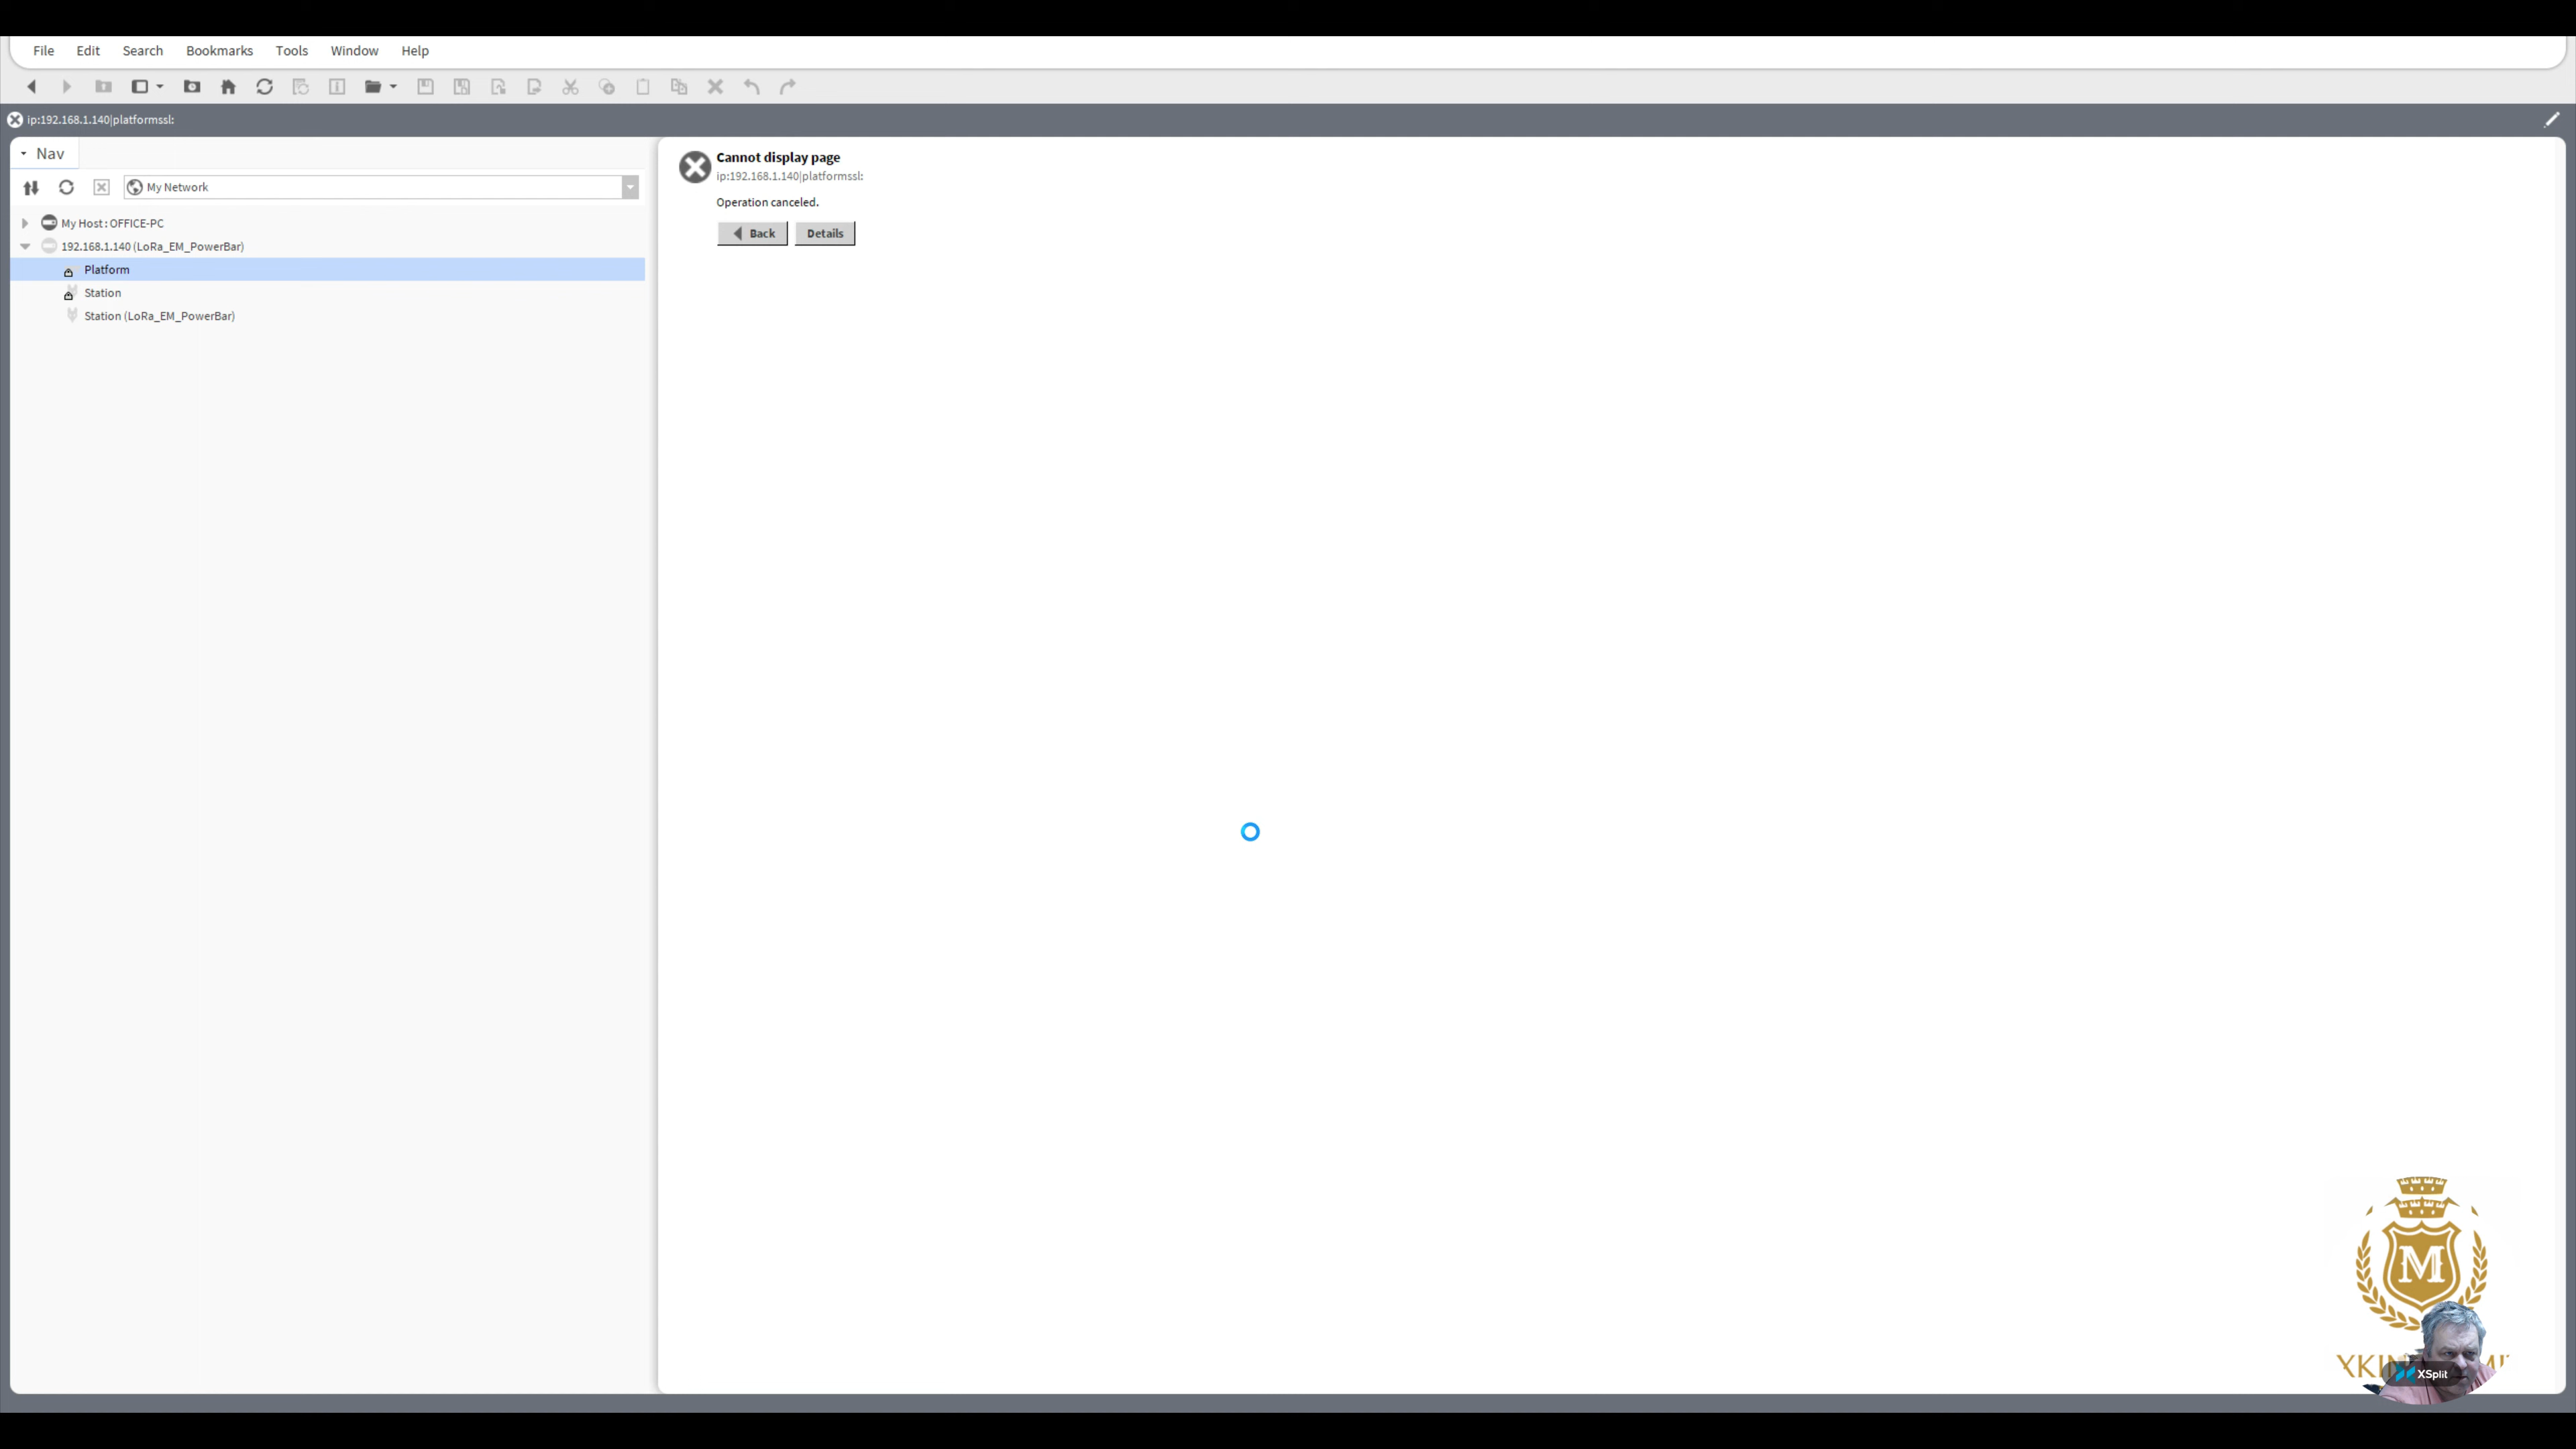 File Edit Search Bookmarks Tools Window Help
ip:192.168.1.140|platformssl:
Nav
My Network
My Host : OFFICE-PC
192.168.1.140 (LoRa_EM_PowerBar)
Platform
Station
Station (LoRa_EM_PowerBar)
Cannot display page
ip:192.168.1.140|platformssl:
Operation canceled.
Back Details
M
XSplit